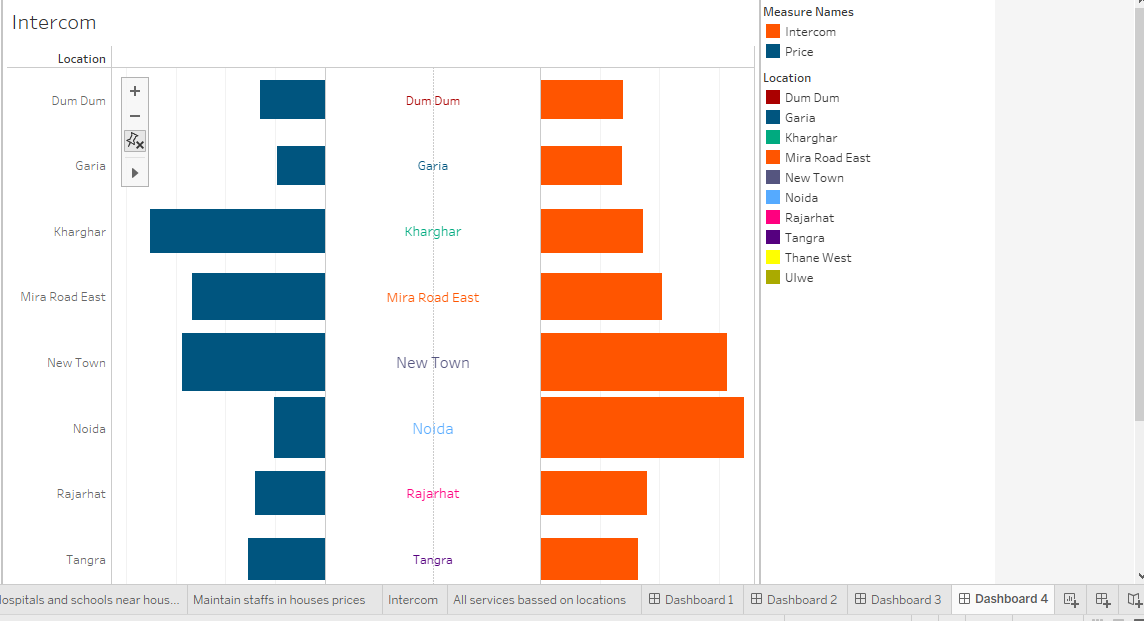 Intercom
Location
Dum Dum
Garia
Kharghar
Mira Road East
New Town
Noida
Rajarhat
Tangra
Dum Dum
Garia
Kharghar
Mira Road East
New Town
Noida
Rajarhat
Tangra
Measure Names
Intercom
Price
Location
Dum Dum
Garia
Kharghar
Mira Road East
New Town
Noida
Rajarhat
Tangra
Thane West
Ulwe
lospitals and schools near hous... Maintain staffs in houses prices Intercom All services bassed on locations Dashboard 1 Dashboard 2 Dashboard 3 Dashboard 4